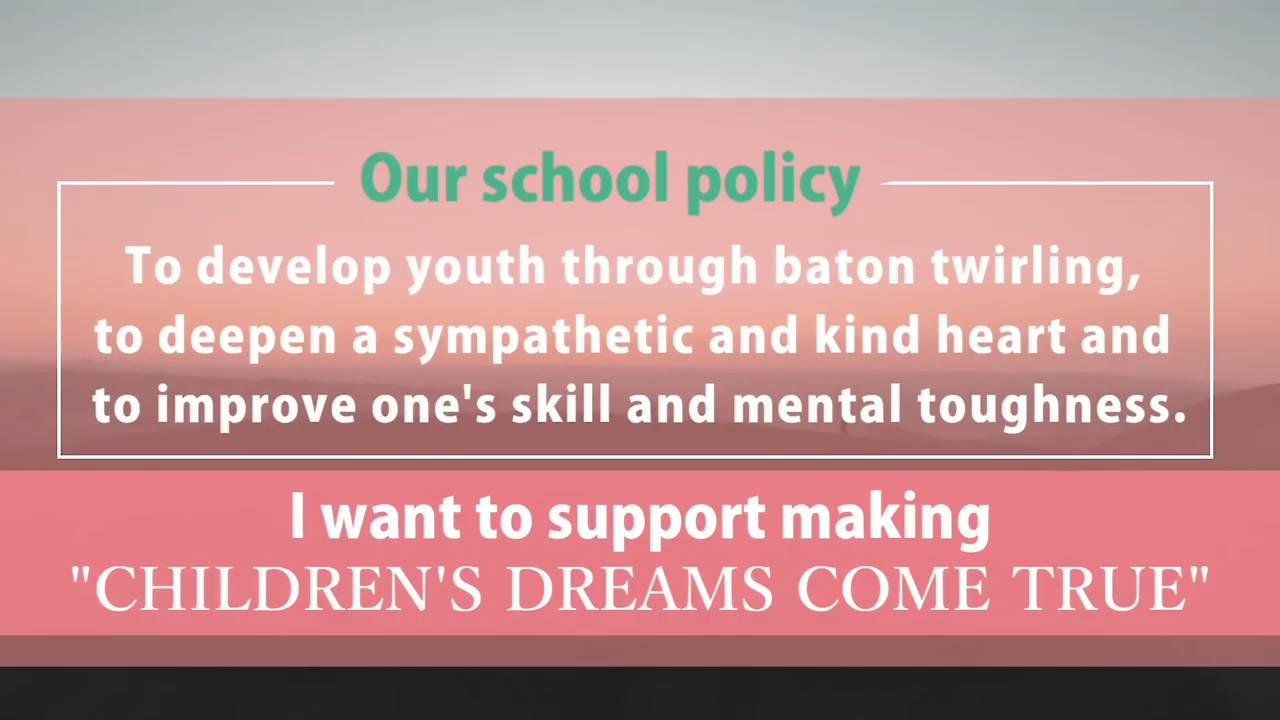 Our school policy
To develop youth through baton twirling,
to deepen a sympathetic and kind heart and
to improve one's skill and mental toughness.
I want to support making
"CHILDREN'S DREAMS COME TRUE"